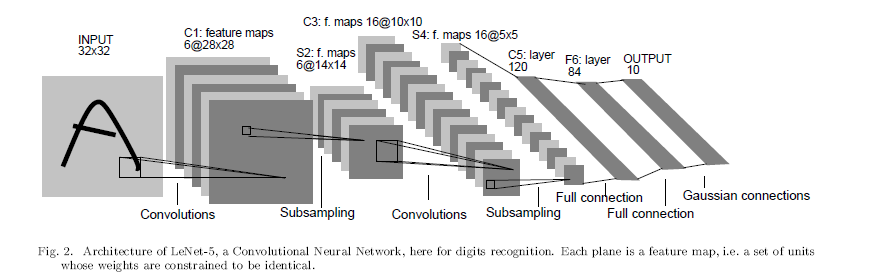 INPUT
32x32
C1: feature maps
6@28x28
S2: f. maps
6@14x14
C3: f. maps 16@10x10
S4: f. maps 16@5x5
C5: layer
120
F6: layer
84
OUTPUT
10
Convolutions
Subsampling
Convolutions
Subsampling
Full connection
Full connection
Gaussian connections
Fig. 2. Architecture of LeNet-5, a Convolutional Neural Network, here for digits recognition. Each plane is a feature map, i.e. a set of units
whose weights are constrained to be identical.